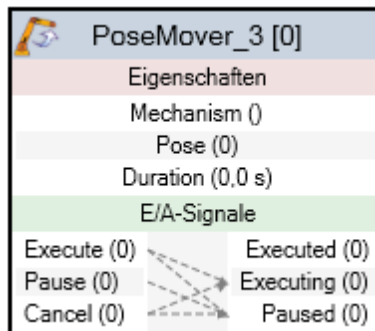 PoseMover_3 [0]
Eigenschaften
Mechanism ()
Pose (0)
Duration (0,0 s)
E/A-Signale
Execute (0) Executed (0)
Pause (0) Executing (0)
Cancel (0) Paused (0)